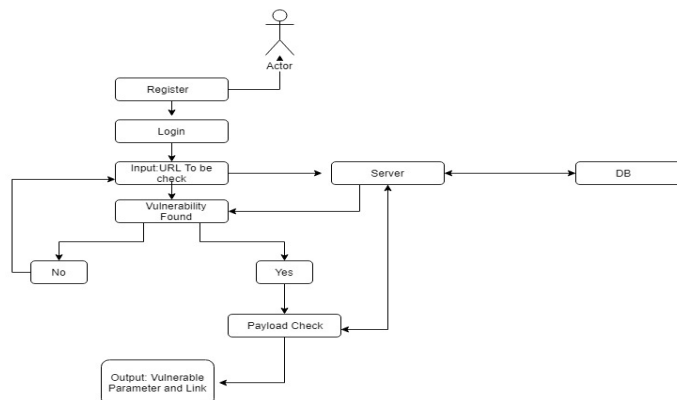 Actor
Register
Login
Input:URL To be
check
Server
DB
Vulnerability
Found
No
Yes
Payload Check
Output: Vulnerable
Parameter and Link